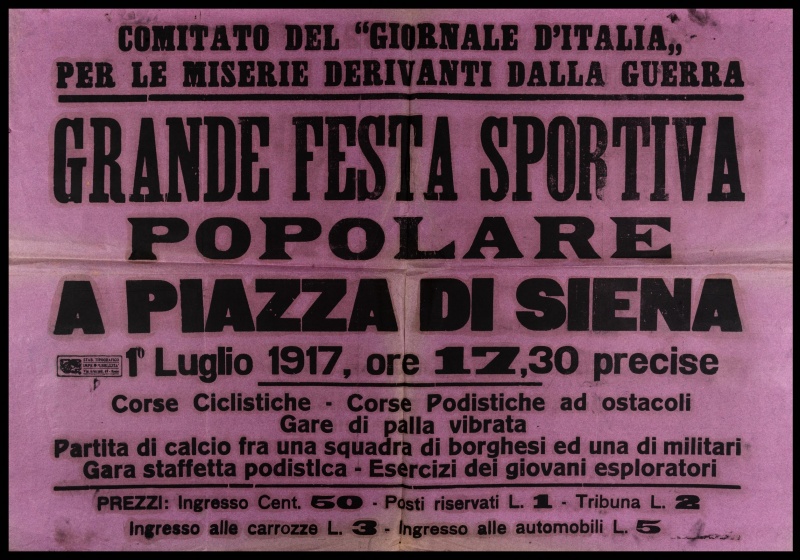 COMITATO DEL "GIORNALE D'ITALIA„
PER LE MISERIE DERIVANTI DALLA GUERRA
GRANDE FESTA SPORTIVA
POPOLARE
A PIAZZA DI SIENA
1º Luglio 1917, ore 17,30 precise
Corse Ciclistiche - Corse Podistiche ad ostacoli
Gare di palla vibrata
Partita di calcio fra una squadra di borghesi ed una di militari
Gara staffetta podistica - Esercizi dei giovani esploratori
PREZZI: Ingresso Cent. 50 - Posti riservati L. 1 - Tribuna L. 2
Ingresso alle carrozze L. 3 - Ingresso alle automobili L. 5